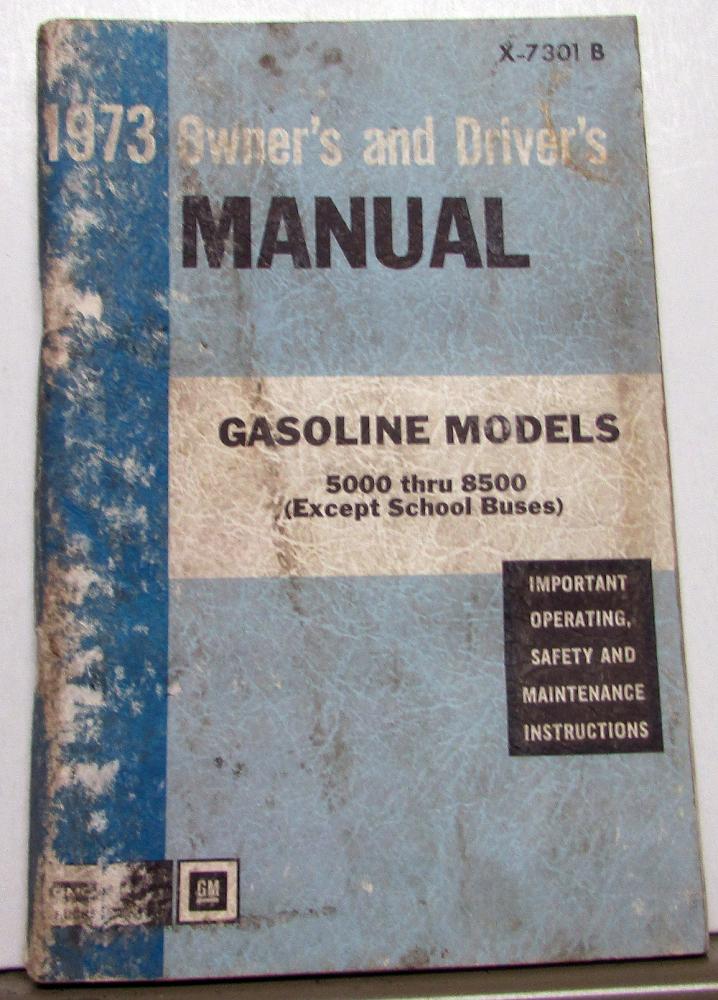 X-7301 B
1973 Owner's and Driver's
MANUAL
GASOLINE MODELS
5000 thru 8500
(Except School Buses)
IMPORTANT
OPERATING,
SAFETY AND
MAINTENANCE
INSTRUCTIONS
GM